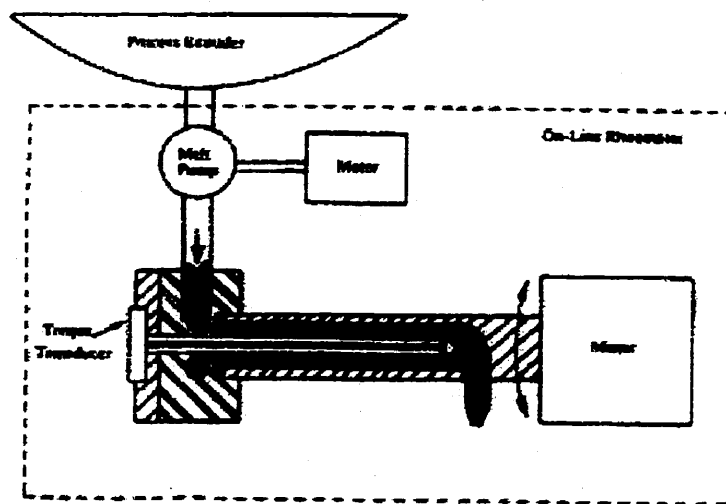 Process Extruder
On-Line Rheometer
Melt
Pump
Motor
Torque
Transducer
Motor